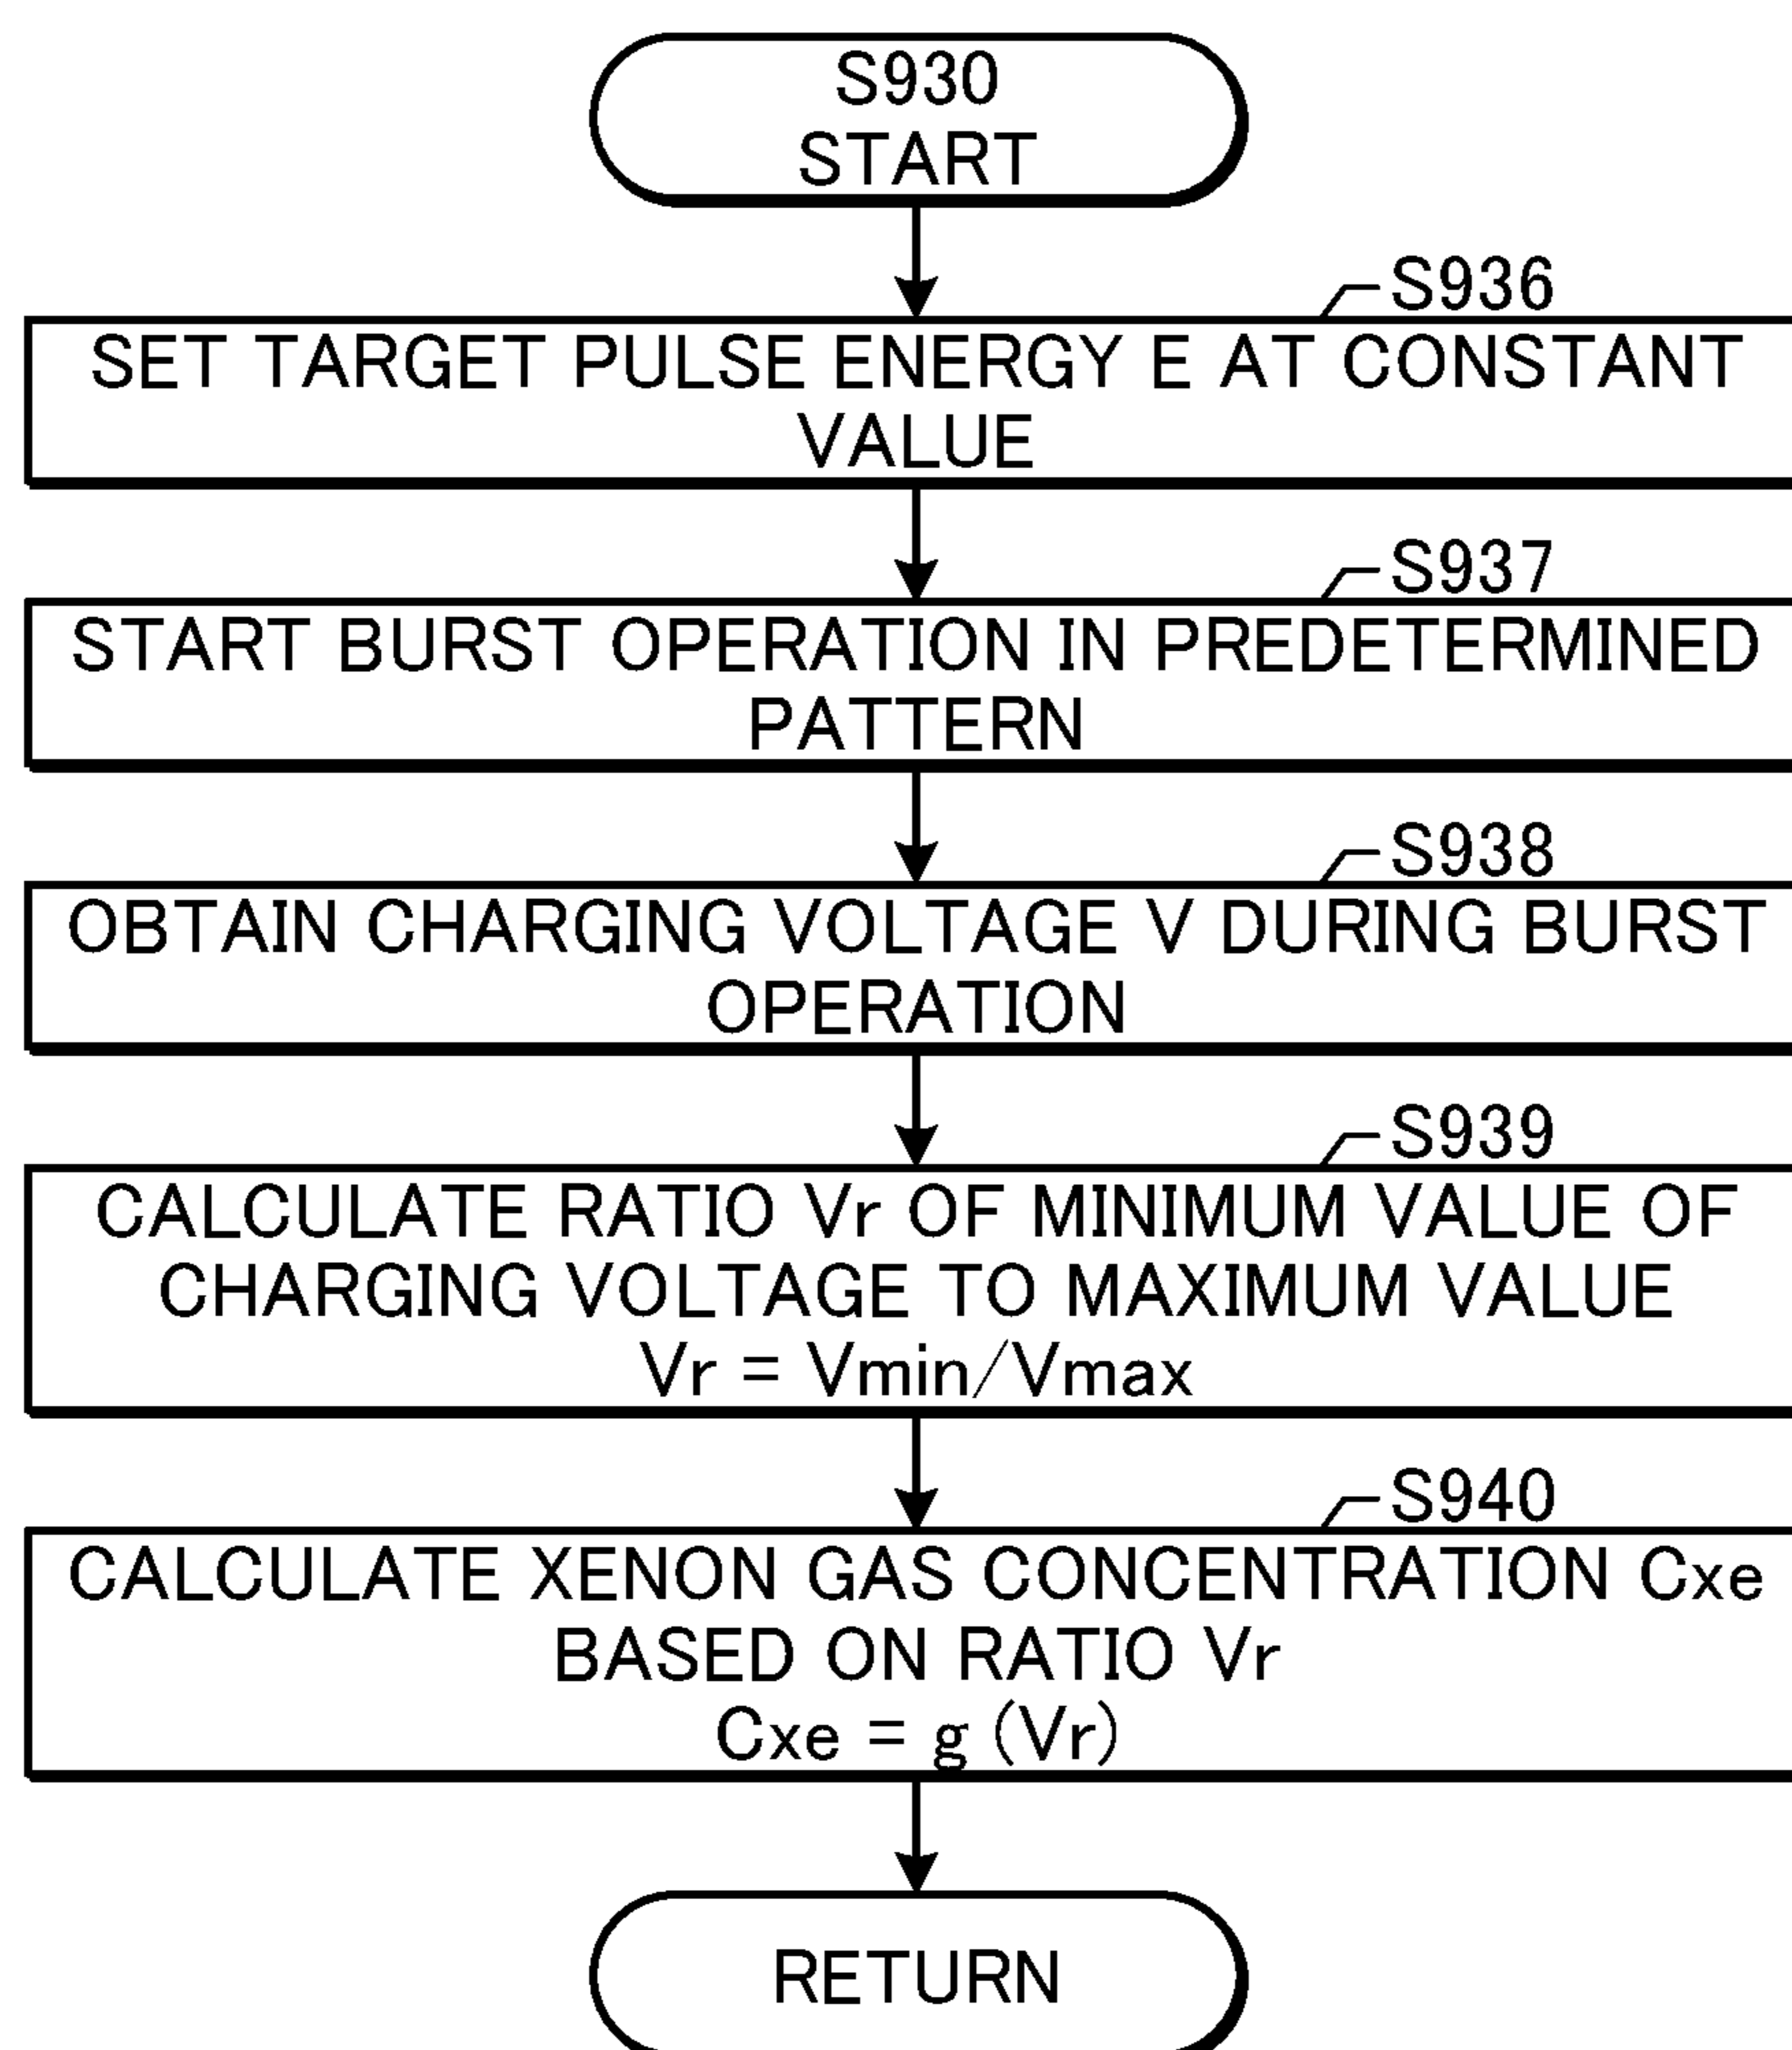 S930
START
S936
SET TARGET PULSE ENERGY E AT CONSTANT
VALUE
S937
START BURST OPERATION IN PREDETERMINED
PATTERN
S938
OBTAIN CHARGING VOLTAGE V DURING BURST
OPERATION
S939
CALCULATE RATIO Vr OF MINIMUM VALUE OF
CHARGING VOLTAGE TO MAXIMUM VALUE
Vr = Vmin/Vmax
S940
CALCULATE XENON GAS CONCENTRATION Cxe
BASED ON RATIO Vr
Cxe = g (Vr)
RETURN